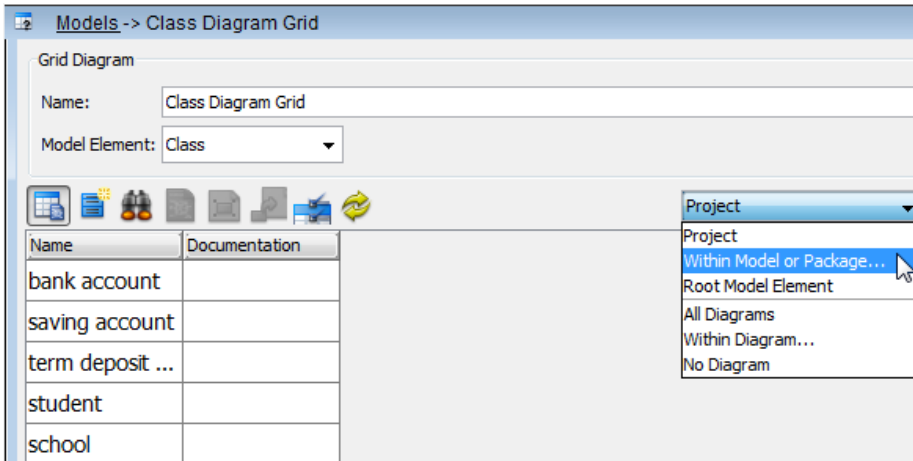 Models -> Class Diagram Grid
Grid Diagram
Name: Class Diagram Grid
Model Element: Class
Project
Name Documentation
Project
Within Model or Package...
Root Model Element
All Diagrams
Within Diagram...
No Diagram
bank account
saving account
term deposit ...
student
school